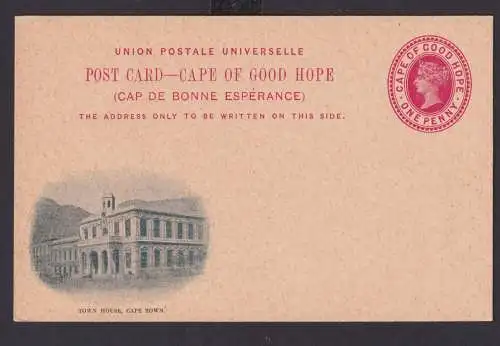 UNION POSTALE UNIVERSELLE
POST CARD—CAPE OF GOOD HOPE
(CAP DE BONNE ESPÉRANCE)
THE ADDRESS ONLY TO BE WRITTEN ON THIS SIDE.
CAPE OF GOOD HOPE
ONE PENNY
TOWN HOUSE, CAPE TOWN.